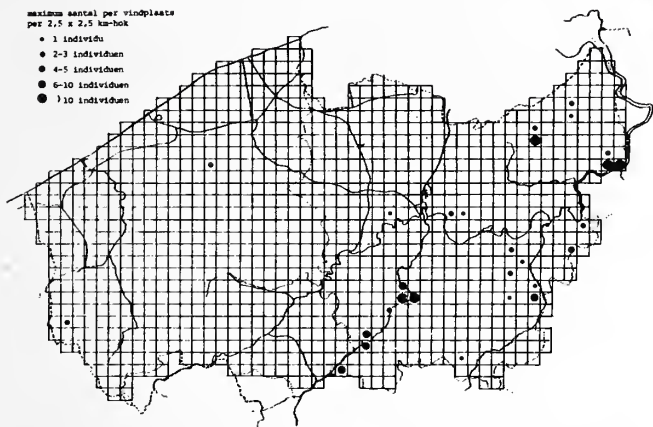 maximum aantal per vindplaats
per 2,5 x 2,5 km-hok
1 individu
2-3 individuen
4-5 individuen
6-10 individuen
>10 individuen